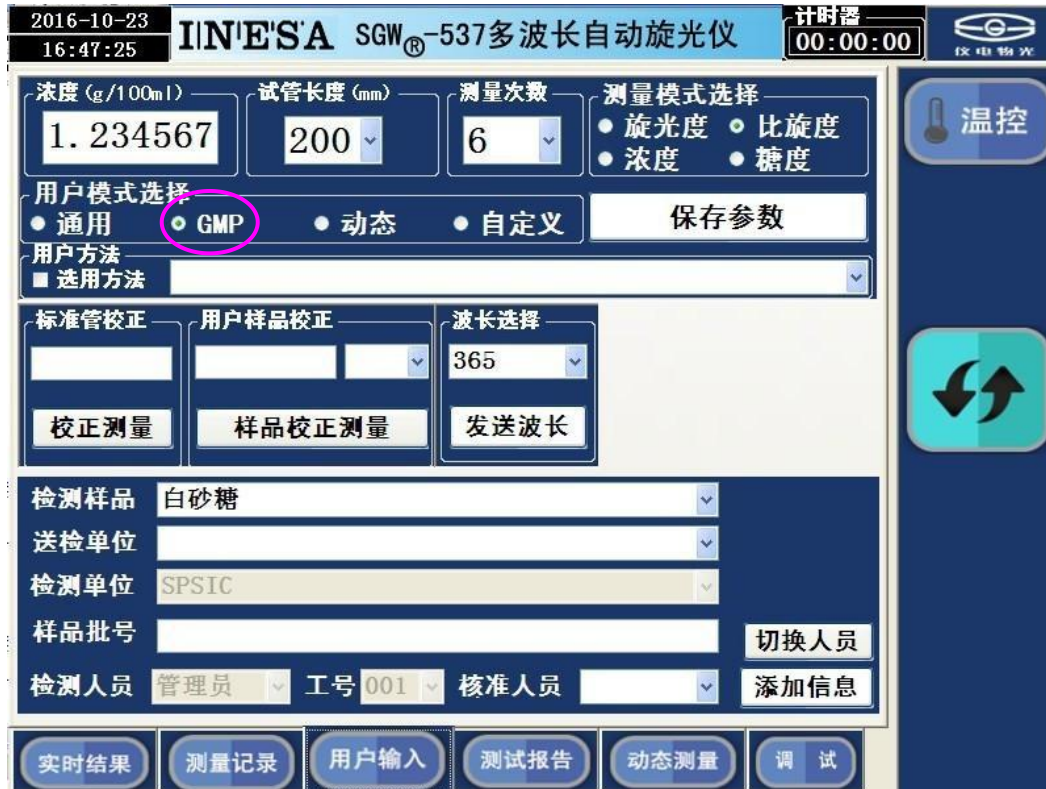 2016-10-23
16:47:25
INESA SGW®-537多波长自动旋光仪
计时器
00:00:00
仪电物光
浓度(g/100ml) 试管长度(mm) 测量次数 测量模式选择
1.234567 200 6 旋光度 比旋度
浓度 糖度
用户模式选择
通用 GMP 动态 自定义 保存参数
用户方法
选用方法
温控
标准管校正 用户样品校正 波长选择
365
校正测量 样品校正测量 发送波长
检测样品 白砂糖
送检单位
检测单位 SPSIC
样品批号
切换人员
检测人员 管理员 工号 001 核准人员 添加信息
实时结果 测量记录 用户输入 测试报告 动态测量 调 试